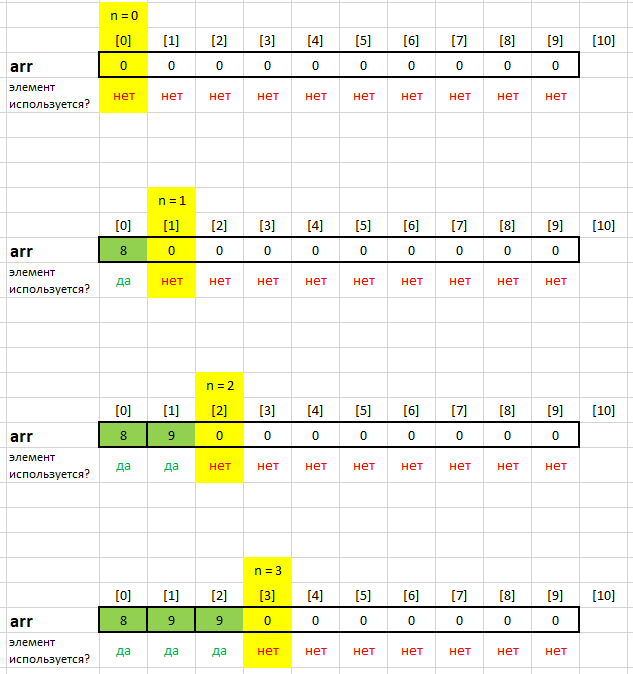 n = 0
[0] [1] [2] [3] [4] [5] [6] [7] [8] [9] [10]
arr 0 0 0 0 0 0 0 0 0 0
элемент
используется? нет нет нет нет нет нет нет нет нет нет
n = 1
[0] [1] [2] [3] [4] [5] [6] [7] [8] [9] [10]
arr 8 0 0 0 0 0 0 0 0 0
элемент
используется? да нет нет нет нет нет нет нет нет нет
n = 2
[0] [1] [2] [3] [4] [5] [6] [7] [8] [9] [10]
arr 8 9 0 0 0 0 0 0 0 0
элемент
используется? да да нет нет нет нет нет нет нет нет
n = 3
[0] [1] [2] [3] [4] [5] [6] [7] [8] [9] [10]
arr 8 9 9 0 0 0 0 0 0 0
элемент
используется? да да да нет нет нет нет нет нет нет